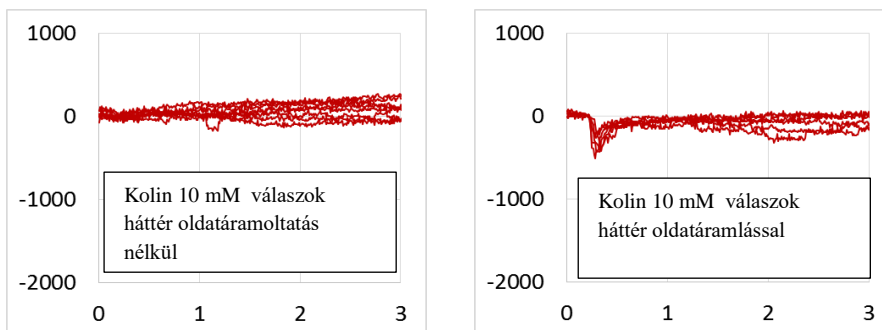 1000
0
-1000
-2000
0 1 2 3
Kolin 10 mM válaszok
háttér oldatáramoltatás
nélkül
1000
0
-1000
-2000
0 1 2 3
Kolin 10 mM válaszok
háttér oldatáramlással